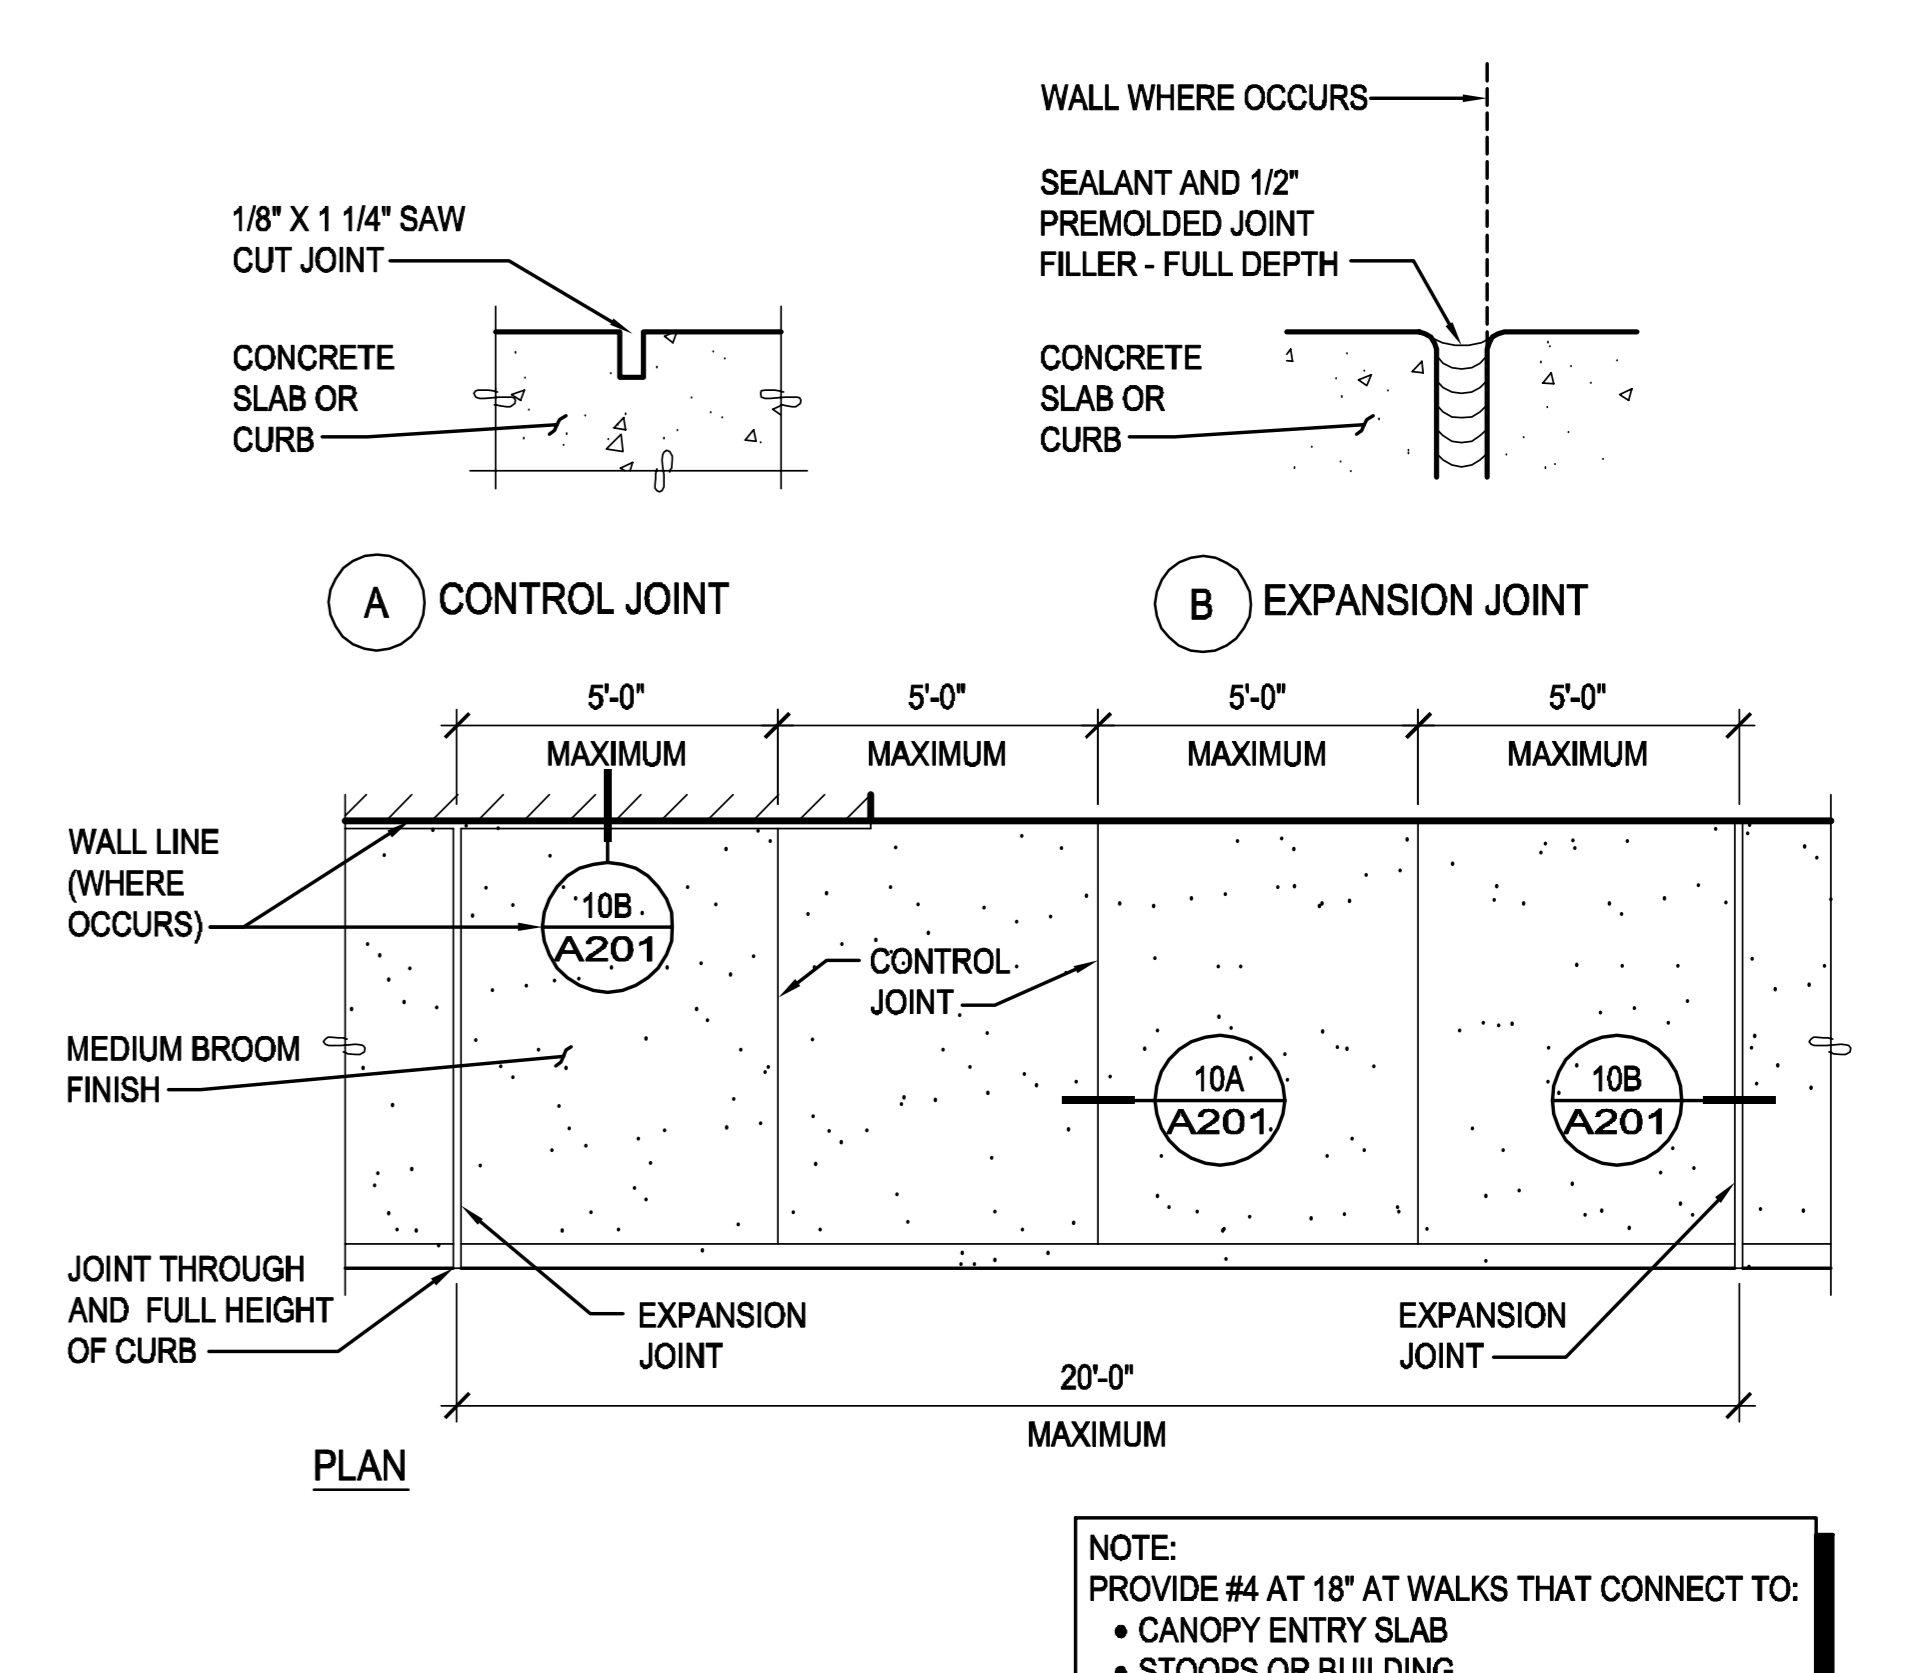 WALL WHERE OCCURS
1/8" X 1 1/4" SAW
CUT JOINT
CONCRETE
SLAB OR
CURB
SEALANT AND 1/2"
PREMOLDED JOINT
FILLER - FULL DEPTH
CONCRETE
SLAB OR
CURB
A CONTROL JOINT
B EXPANSION JOINT
5'-0" 5'-0" 5'-0" 5'-0"
MAXIMUM MAXIMUM MAXIMUM MAXIMUM
WALL LINE
(WHERE
OCCURS)
10B
A201
CONTROL
JOINT
MEDIUM BROOM
FINISH
10A
A201
10B
A201
JOINT THROUGH
AND FULL HEIGHT
OF CURB
EXPANSION
JOINT
EXPANSION
JOINT
20'-0"
MAXIMUM
PLAN
NOTE:
PROVIDE #4 AT 18" AT WALKS THAT CONNECT TO:
• CANOPY ENTRY SLAB
• STOOPS OR BUILDING